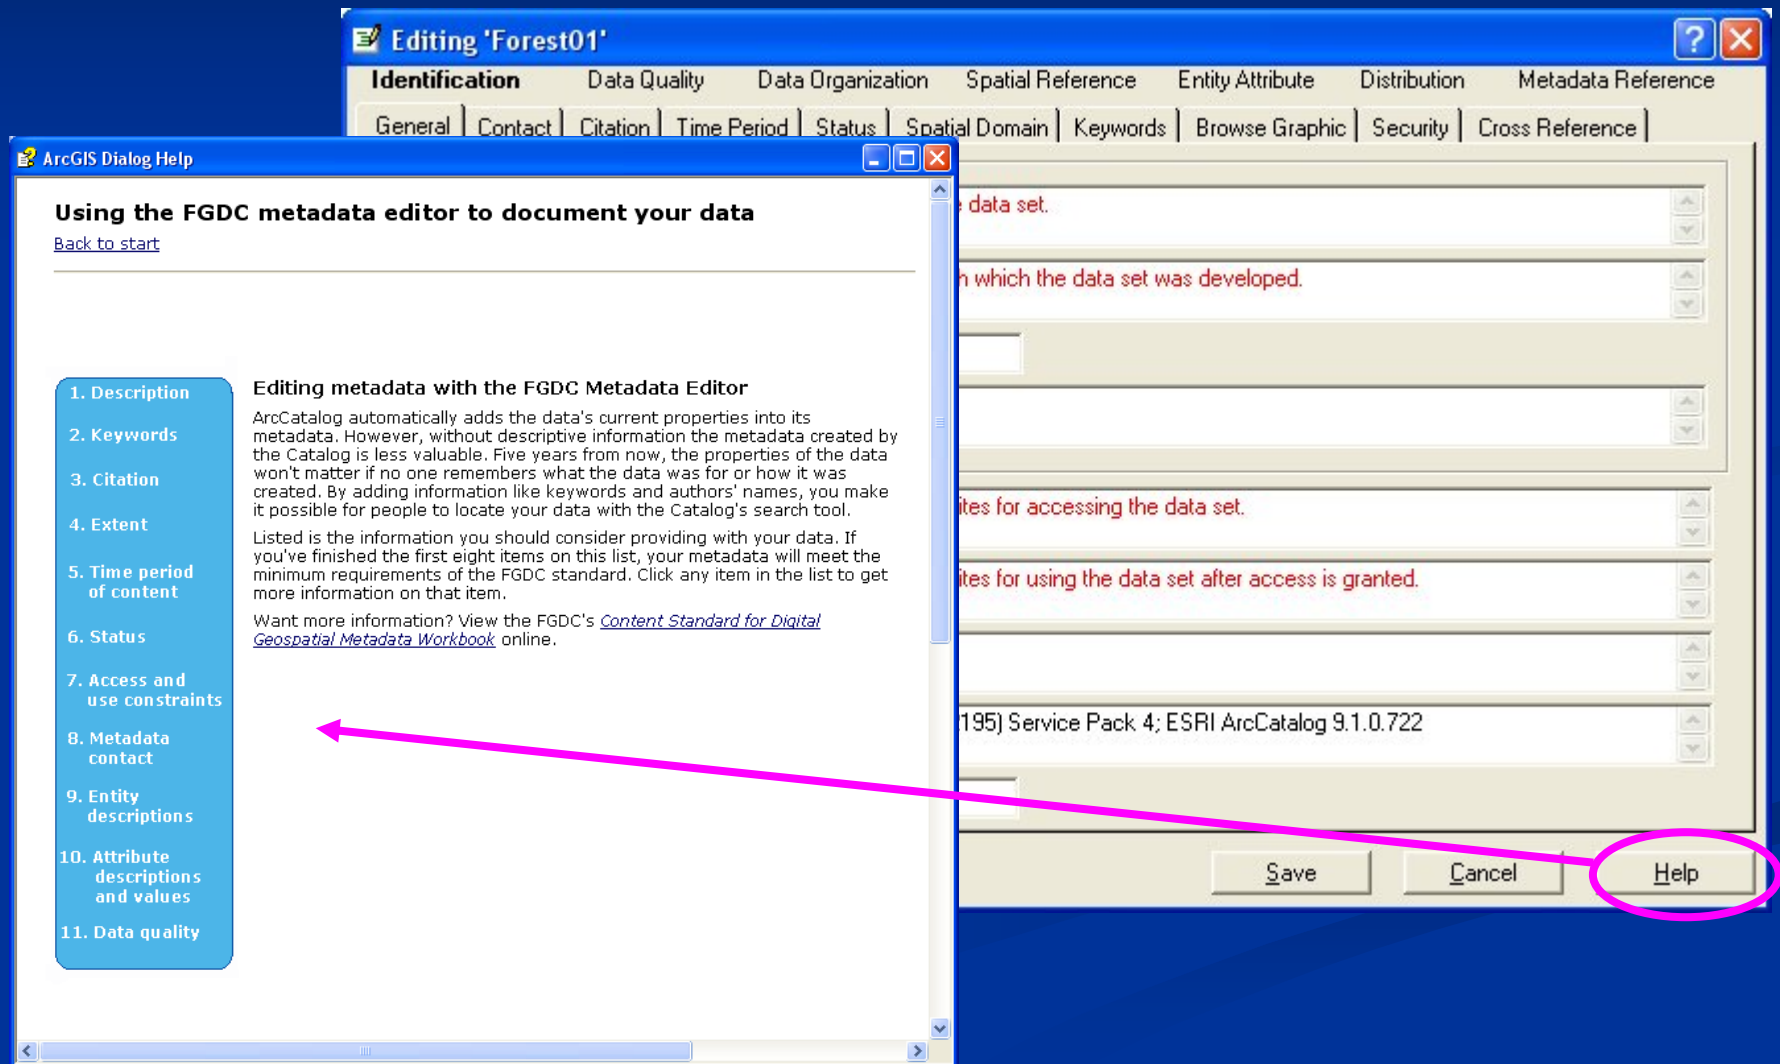 Editing 'Forest01'
Identification Data Quality Data Organization Spatial Reference Entity Attribute Distribution Metadata Reference
General Contact Citation Time Period Status Spatial Domain Keywords Browse Graphic Security Cross Reference
data set.
which the data set was developed.
for accessing the data set.
for using the data set after access is granted.
Service Pack 4; ESRI ArcCatalog 9.1.0.722
Save Cancel Help
ArcGIS Dialog Help
Using the FGDC metadata editor to document your data
Back to start
1. Description
2. Keywords
3. Citation
4. Extent
5. Time period
of content
6. Status
7. Access and
use constraints
8. Metadata
contact
9. Entity
descriptions
10. Attribute
descriptions
and values
11. Data quality
Editing metadata with the FGDC Metadata Editor
ArcCatalog automatically adds the data's current properties into its
metadata. However, without descriptive information the metadata created by
the Catalog is less valuable. Five years from now, the properties of the data
won't matter if no one remembers what the data was for or how it was
created. By adding information like keywords and authors' names, you make
it possible for people to locate your data with the Catalog's search tool.
Listed is the information you should consider providing with your data. If
you've finished the first eight items on this list, your metadata will meet the
minimum requirements of the FGDC standard. Click any item in the list to get
more information on that item.
Want more information? View the FGDC's Content Standard for Digital
Geospatial Metadata Workbook online.